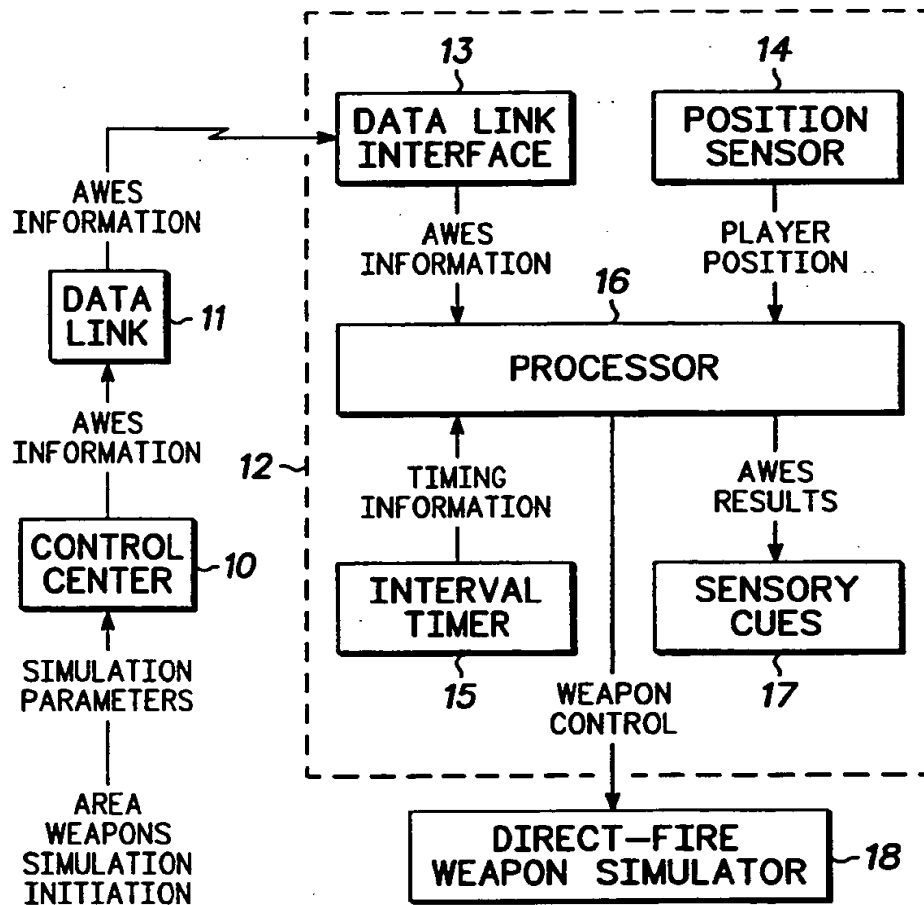 13
14
DATA LINK
INTERFACE
POSITION
SENSOR
AWES
INFORMATION
AWES
INFORMATION
PLAYER
POSITION
DATA
LINK
11
16
PROCESSOR
AWES
INFORMATION
12
TIMING
INFORMATION
AWES
RESULTS
CONTROL
CENTER
10
INTERVAL
TIMER
SENSORY
CUES
15
17
SIMULATION
PARAMETERS
WEAPON
CONTROL
AREA
WEAPONS
SIMULATION
INITIATION
DIRECT-FIRE
WEAPON SIMULATOR
18